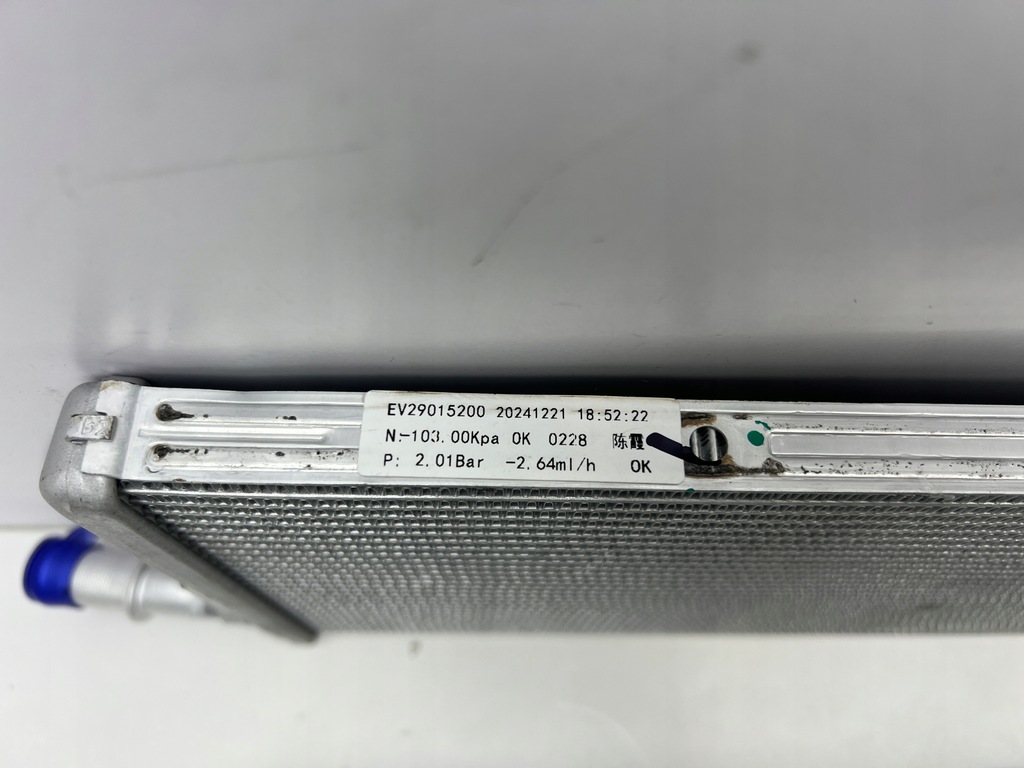 EV29015200 20241221 18:52:22
N:-103.00Kpa OK 0228 陈霞
P: 2.01Bar -2.64ml/h OK